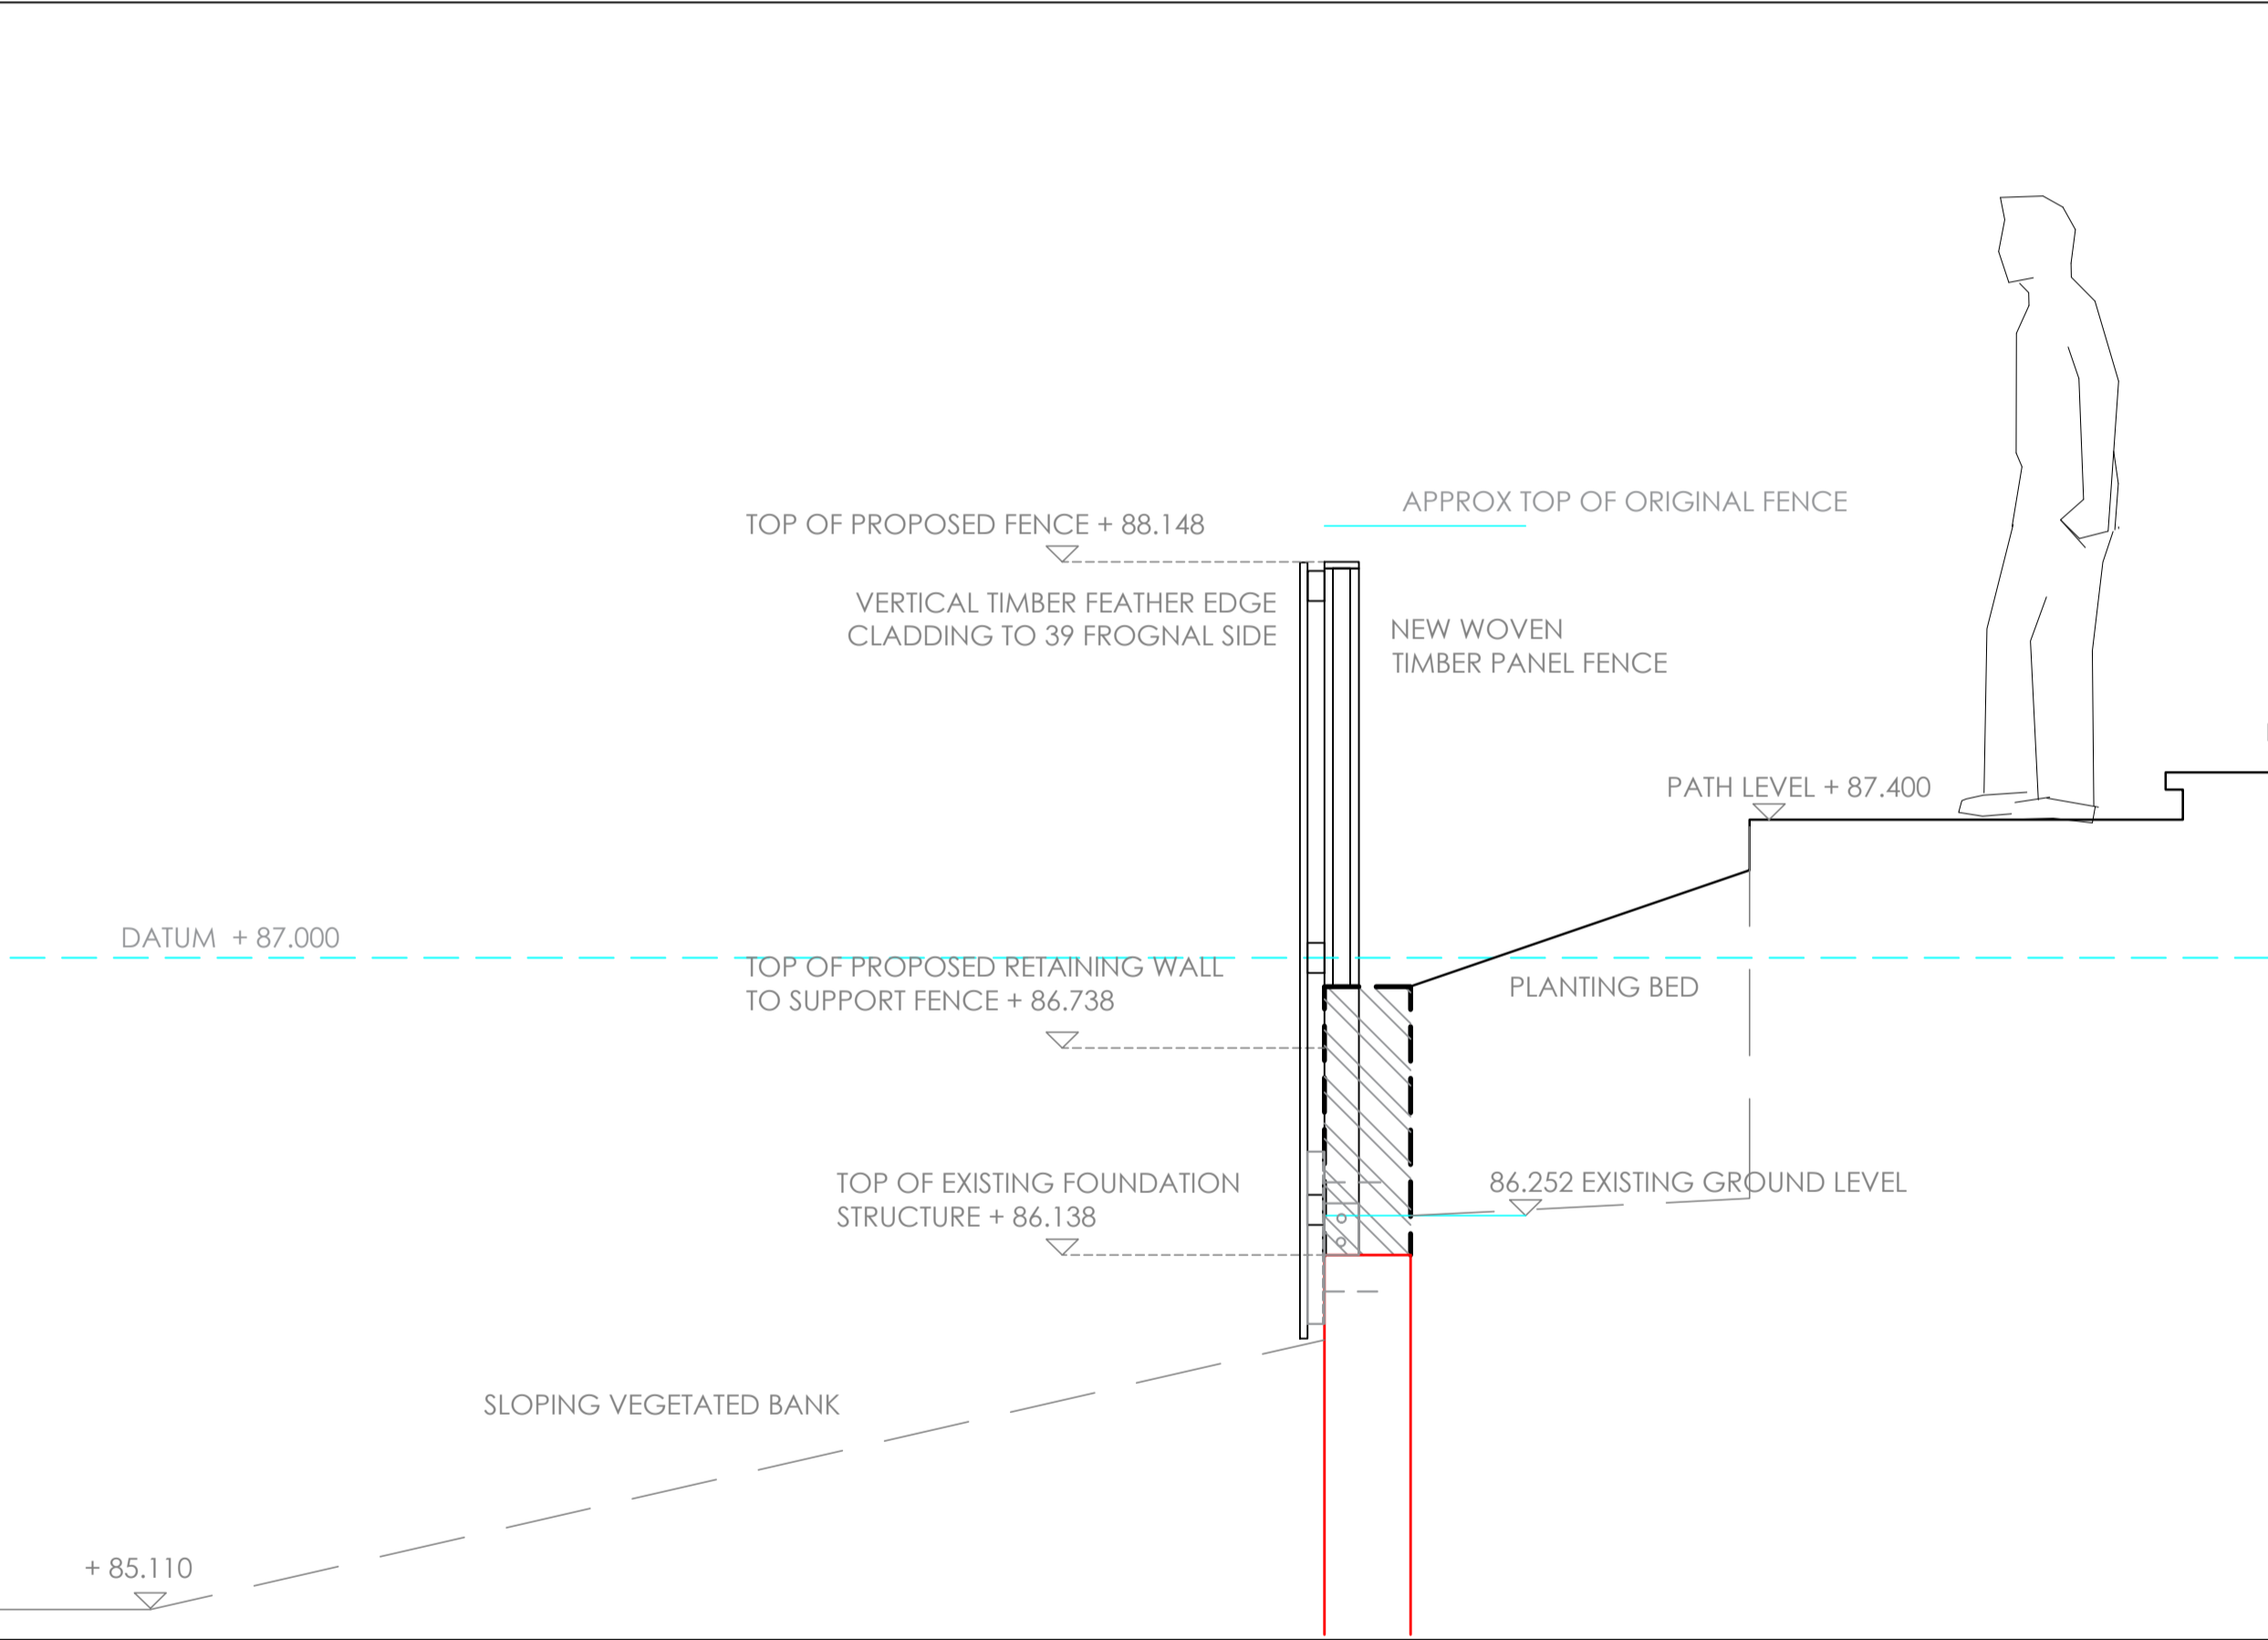 APPROX TOP OF ORIGINAL FENCE
TOP OF PROPOSED FENCE + 88.148
VERTICAL TIMBER FEATHER EDGE
CLADDING TO 39 FROGNAL SIDE
NEW WOVEN
TIMBER PANEL FENCE
PATH LEVEL + 87.400
DATUM + 87.000
TOP OF PROPOSED RETAINING WALL
TO SUPPORT FENCE + 86.738
PLANTING BED
TOP OF EXISTING FOUNDATION
STRUCTURE + 86.138
86.252 EXISTING GROUND LEVEL
SLOPING VEGETATED BANK
+ 85.110